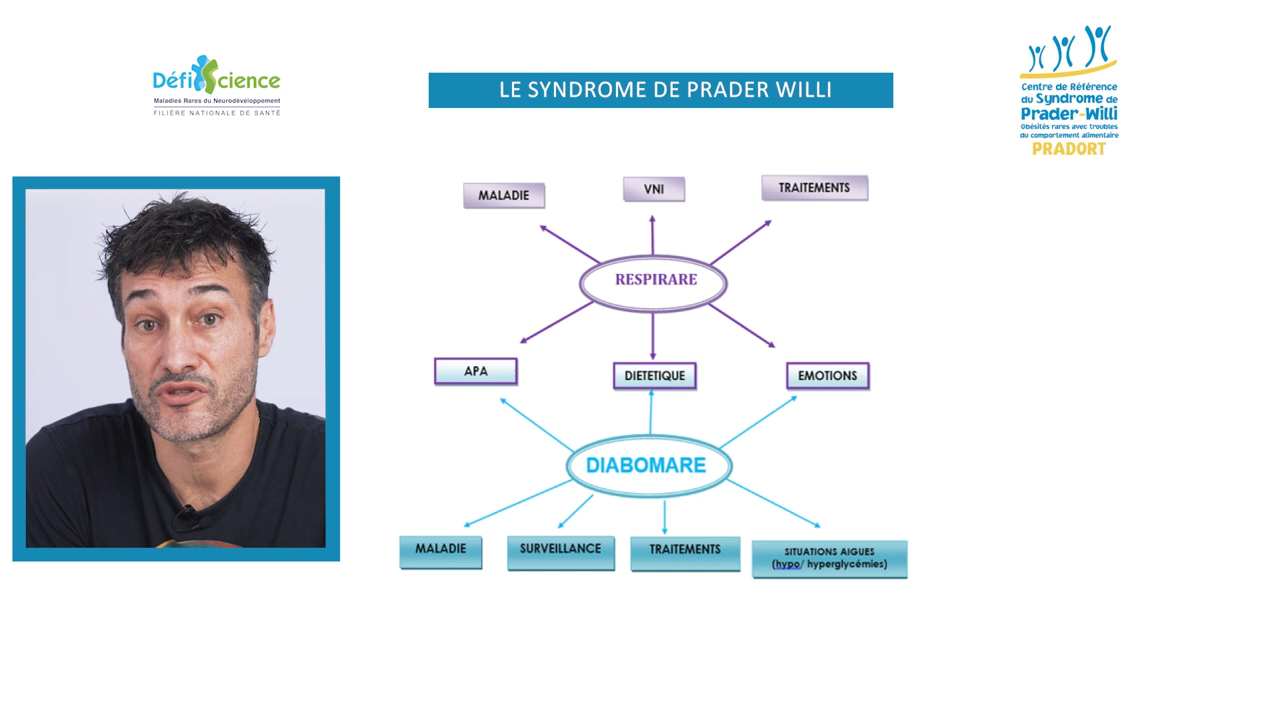 DéfiScience
Maladies Rares du Neurodéveloppement
FILIÈRE NATIONALE DE SANTÉ
LE SYNDROME DE PRADER WILLI
Centre de Référence
du Syndrome de
Prader-Willi
Obésités rares avec troubles
du comportement alimentaire
PRADORT
MALADIE
VNI
TRAITEMENTS
RESPIRARE
APA
DIETETIQUE
EMOTIONS
DIABOMARE
MALADIE
SURVEILLANCE
TRAITEMENTS
SITUATIONS AIGUES
(hypo/ hyperglycémies)